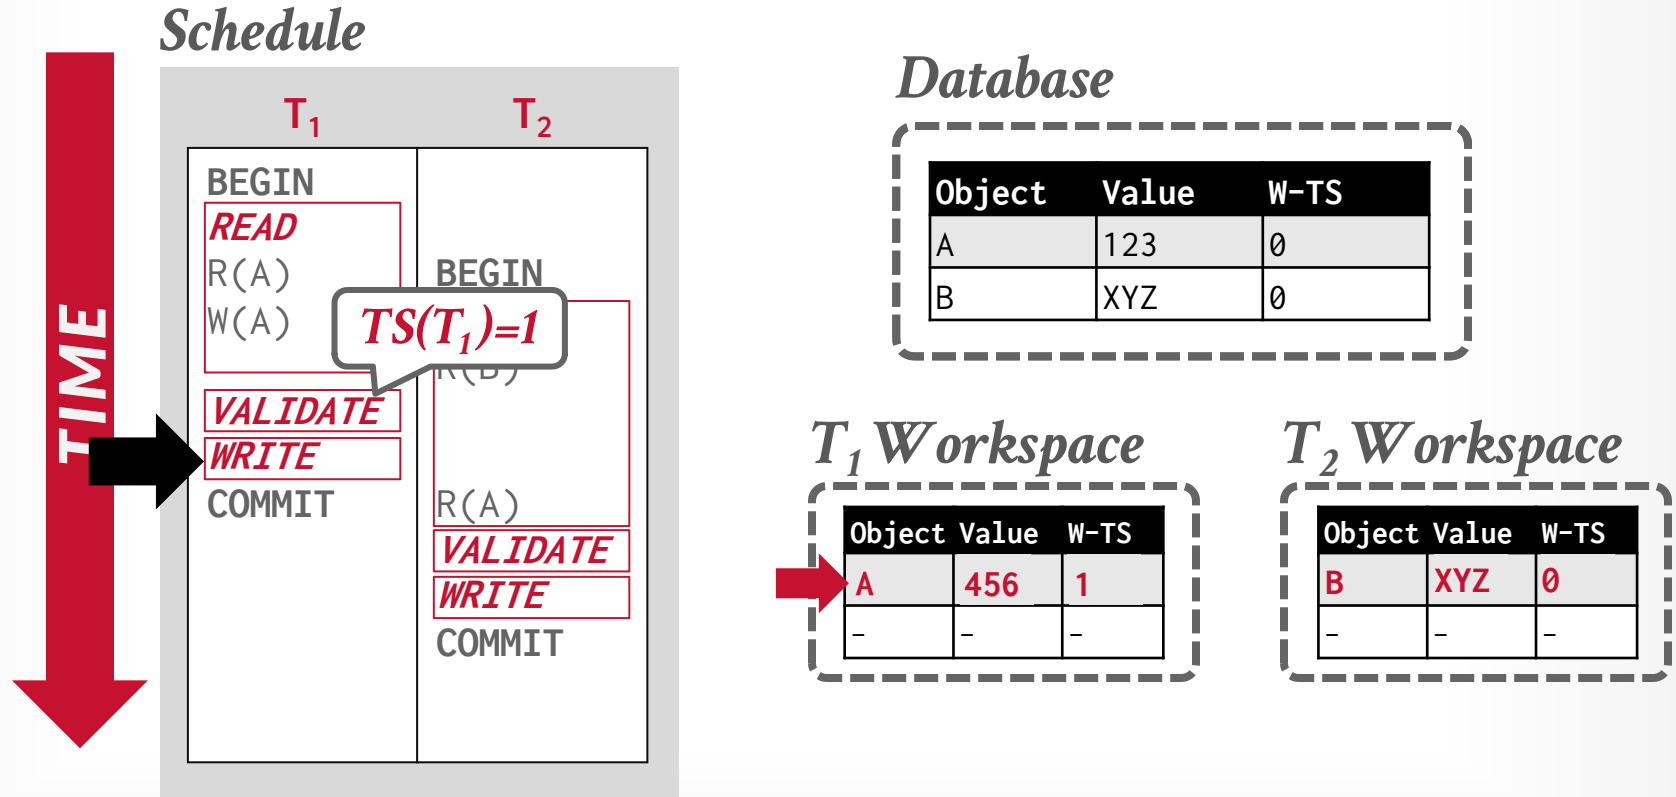 Schedule
TIME
T1 T2
BEGIN
READ
R(A)
W(A)
VALIDATE
WRITE
COMMIT
BEGIN
TS(T1)=1
R(B)
R(A)
VALIDATE
WRITE
COMMIT
Database
Object Value W-TS
A 123 0
B XYZ 0
T1 Workspace
Object Value W-TS
A 456 1
- - -
T2 Workspace
Object Value W-TS
B XYZ 0
- - -